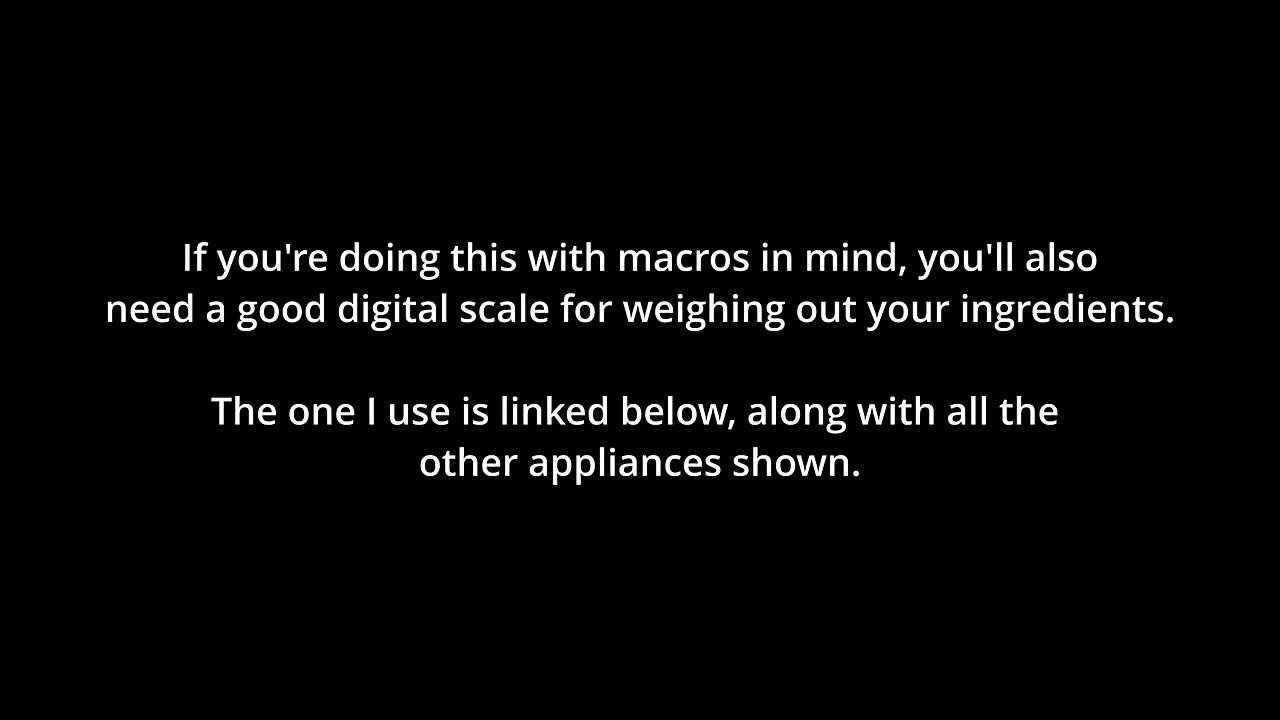 If you're doing this with macros in mind, you'll also
need a good digital scale for weighing out your ingredients.
The one I use is linked below, along with all the
other appliances shown.